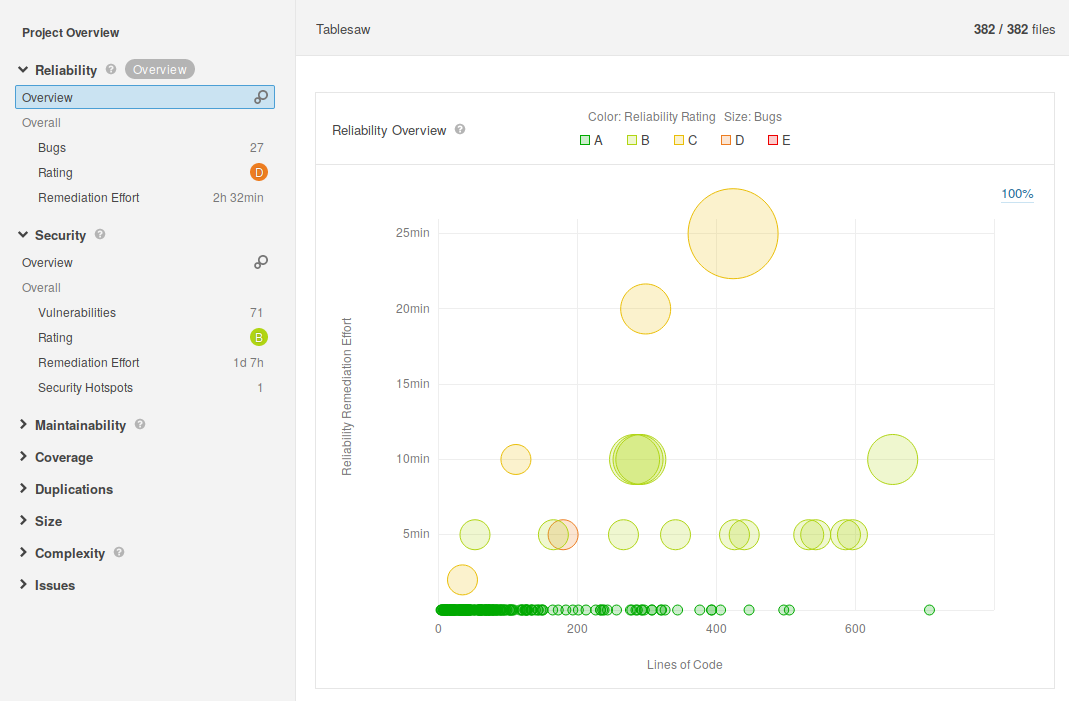 Project Overview
Reliability ? Overview
Overview
Overall
Bugs 27
Rating D
Remediation Effort 2h 32min
Security ?
Overview
Overall
Vulnerabilities 71
Rating B
Remediation Effort 1d 7h
Security Hotspots 1
Maintainability ?
Coverage
Duplications
Size
Complexity ?
Issues
Tablesaw 382 / 382 files
Reliability Overview ?
Color: Reliability Rating Size: Bugs
A B C D E
100%
25min
20min
15min
10min
5min
Reliability Remediation Effort
0 200 400 600
Lines of Code